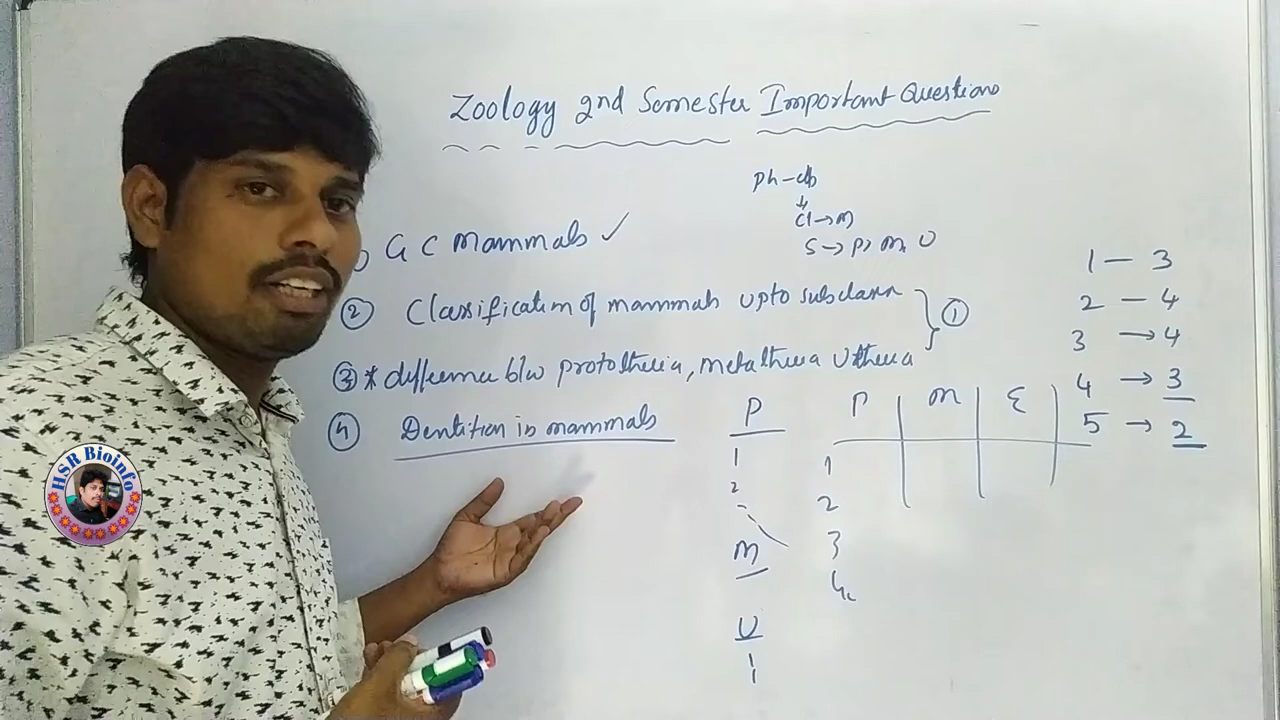 Zoology 2nd Semester Important Questions
Ph-ch
↓
Cl→m
S→ P, m, U
G C mammals ✓
② Classification of mammals upto subclass
①
③ * difference b/w prototheria, metatheria Utheria
④ Dentition in mammals
1 — 3
2 — 4
3 → 4
4 → 3
5 → 2
P
1
2
M
U
1
P m E
1
2
3
4
HSR Bioinfo